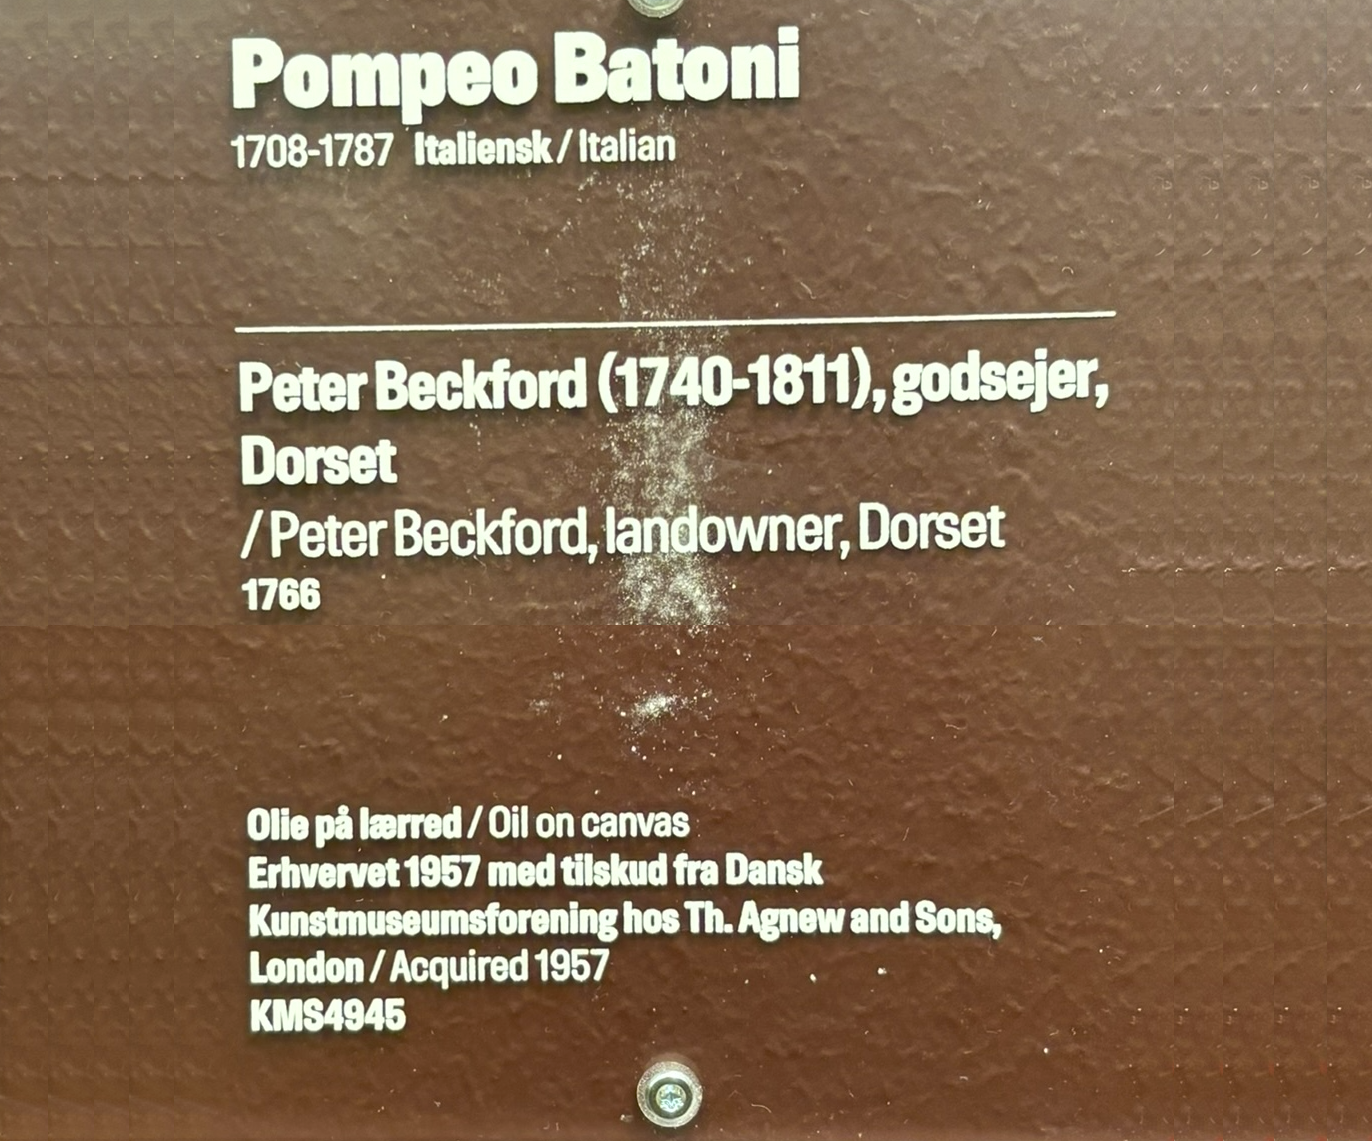 Pompeo Batoni
1708-1787 Italiensk / Italian
Peter Beckford (1740-1811), godsejer,
Dorset
/ Peter Beckford, landowner, Dorset
1766
Olie på lærred / Oil on canvas
Erhvervet 1957 med tilskud fra Dansk
Kunstmuseumsforening hos Th. Agnew and Sons,
London / Acquired 1957
KMS4945